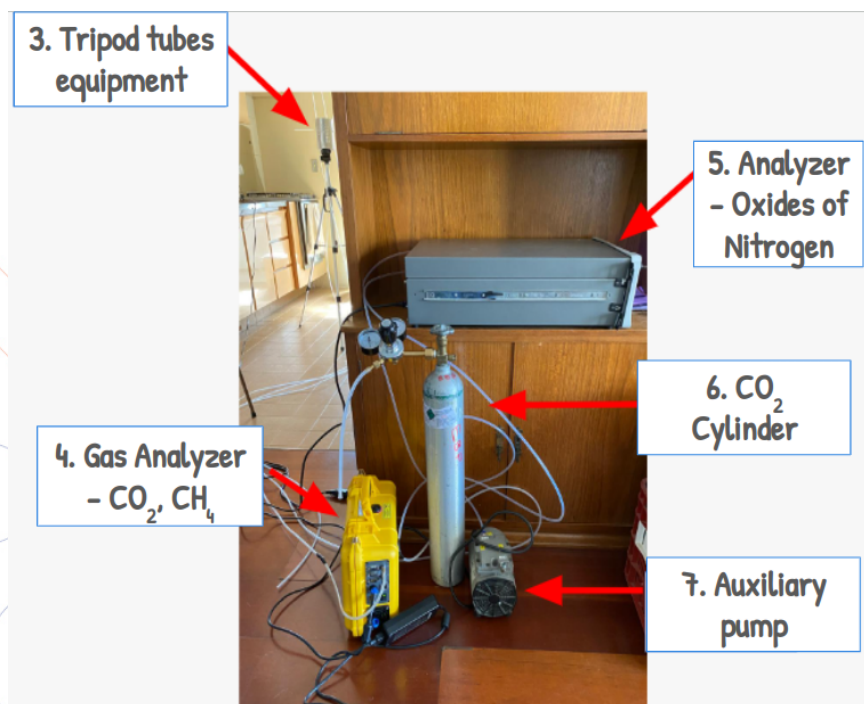 3. Tripod tubes
equipment
5. Analyzer
– Oxides of
Nitrogen
6. CO₂
Cylinder
4. Gas Analyzer
– CO₂, CH₄
7. Auxiliary
pump